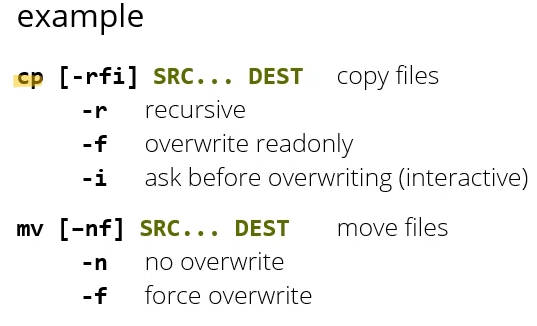 example
cp [-rfi] SRC... DEST copy files
-r recursive
-f overwrite readonly
-i ask before overwriting (interactive)
mv [–nf] SRC... DEST move files
-n no overwrite
-f force overwrite